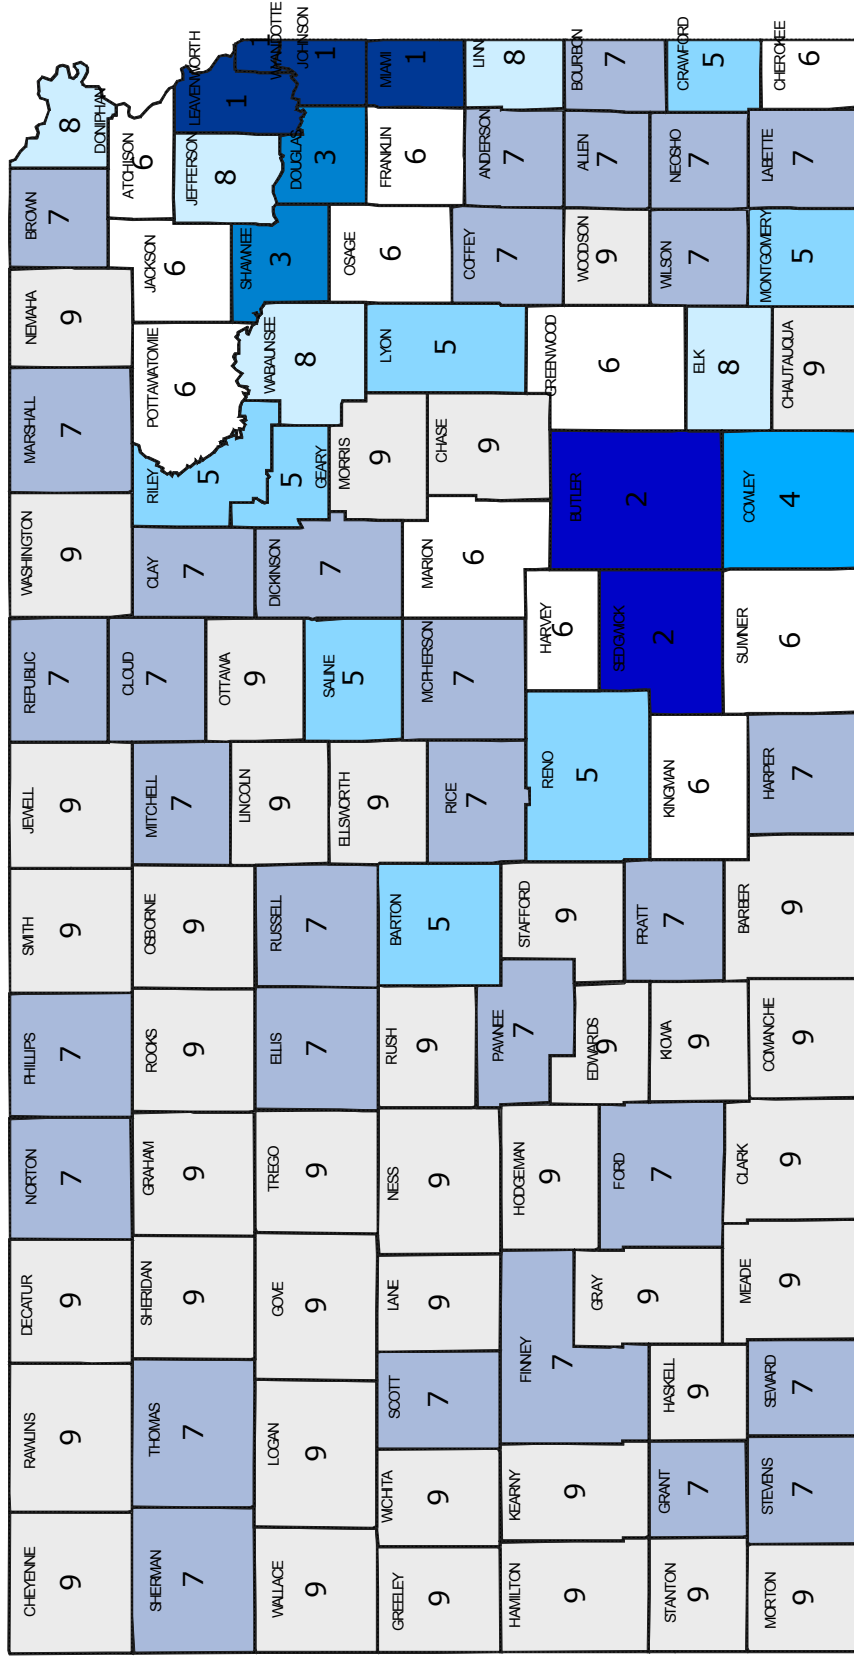 CHEYENNE
9
RAWLINS
9
DECATUR
9
NORTON
7
PHILLIPS
7
SMITH
9
JEWELL
9
REPUBLIC
7
WASHINGTON
9
MARSHALL
7
NEMAHA
9
BROWN
7
DONIPHAN
8
SHERMAN
7
THOMAS
7
SHERIDAN
9
GRAHAM
9
ROOKS
9
OSBORNE
9
MITCHELL
7
CLOUD
7
CLAY
7
RILEY
5
POTTAWATOMIE
6
JACKSON
6
ATCHISON
6
JEFFERSON
8
LEAVENWORTH
1
WYANDOTTE
1
WALLACE
9
LOGAN
9
GOVE
9
TREGO
9
ELLIS
7
RUSSELL
7
LINCOLN
9
OTTAWA
9
DICKINSON
7
GEARY
5
WABAUNSEE
8
SHAWNEE
3
DOUGLAS
3
JOHNSON
1
GREELEY
9
WICHITA
9
SCOTT
7
LANE
9
NESS
9
RUSH
9
BARTON
5
ELLSWORTH
9
SALINE
5
MORRIS
9
LYON
5
OSAGE
6
FRANKLIN
6
MIAMI
1
HAMILTON
9
KEARNY
9
FINNEY
7
HODGEMAN
9
PAWNEE
7
STAFFORD
9
RICE
7
MCPHERSON
7
MARION
6
CHASE
9
COFFEY
7
ANDERSON
7
LINN
8
GRAY
9
FORD
7
EDWARDS
9
RENO
5
HARVEY
6
BUTLER
2
GREENWOOD
6
WOODSON
9
ALLEN
7
BOURBON
7
STANTON
9
GRANT
7
HASKELL
9
KIOWA
9
PRATT
7
KINGMAN
6
SEDGWICK
2
ELK
8
WILSON
7
NEOSHO
7
CRAWFORD
5
MORTON
9
STEVENS
7
SEWARD
7
MEADE
9
CLARK
9
COMANCHE
9
BARBER
9
HARPER
7
SUMNER
6
COWLEY
4
CHAUTAUQUA
9
MONTGOMERY
5
LABETTE
7
CHEROKEE
6